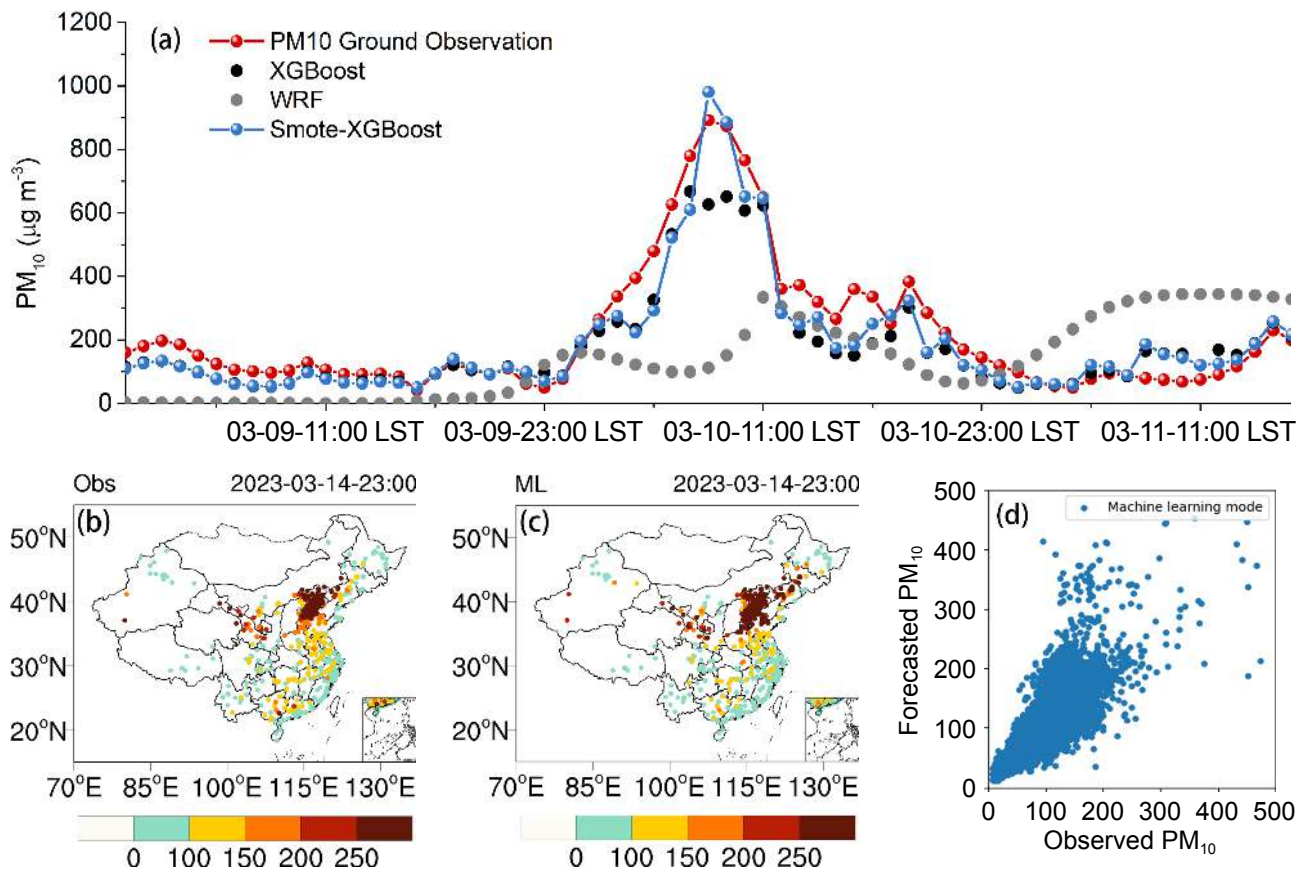 1200
(a)
PM10 Ground Observation
XGBoost
WRF
Smote-XGBoost
1000
800
600
400
200
0
PM₁₀ (μg m⁻³)
03-09-11:00 LST 03-09-23:00 LST 03-10-11:00 LST 03-10-23:00 LST 03-11-11:00 LST
Obs 2023-03-14-23:00
(b)
50°N
40°N
30°N
20°N
70°E 85°E 100°E 115°E 130°E
0 100 150 200 250
ML 2023-03-14-23:00
(c)
50°N
40°N
30°N
20°N
70°E 85°E 100°E 115°E 130°E
0 100 150 200 250
(d)
Machine learning mode
Forecasted PM₁₀
500
400
300
200
100
0
0 100 200 300 400 500
Observed PM₁₀